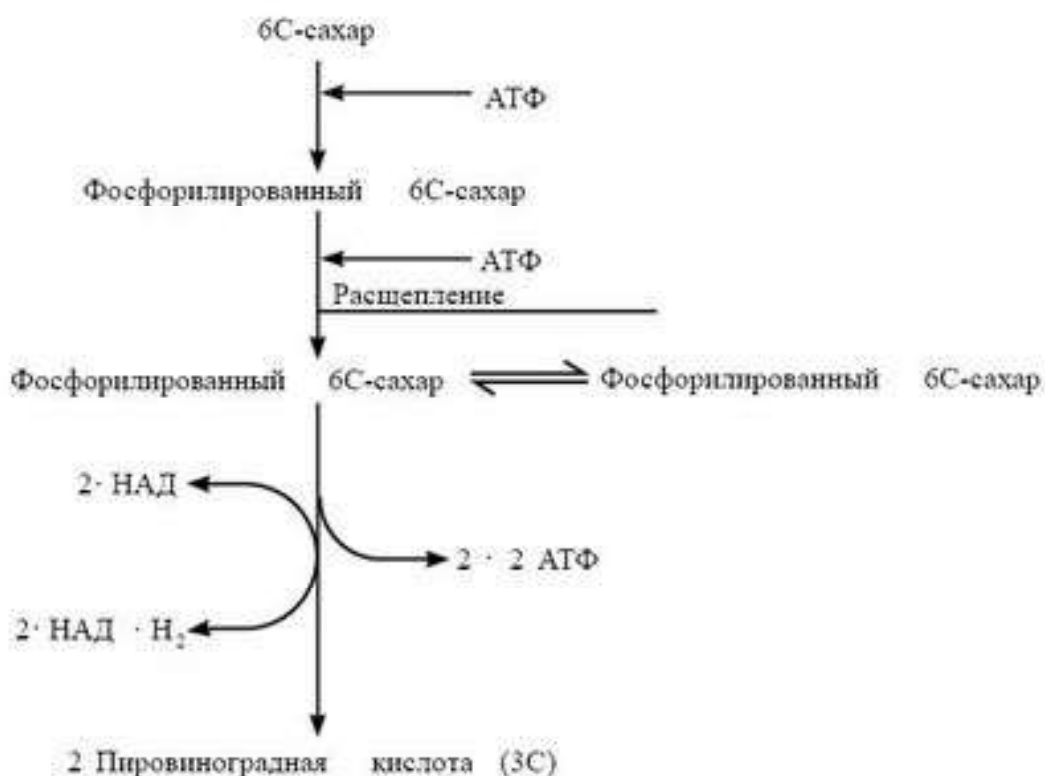 6С-сахар
АТФ
Фосфорилированный 6С-сахар
АТФ
Расщепление
Фосфорилированный 6С-сахар
Фосфорилированный 6С-сахар
2· НАД
2 · 2 АТФ
2· НАД · H₂
2 Пировиноградная кислота (3С)